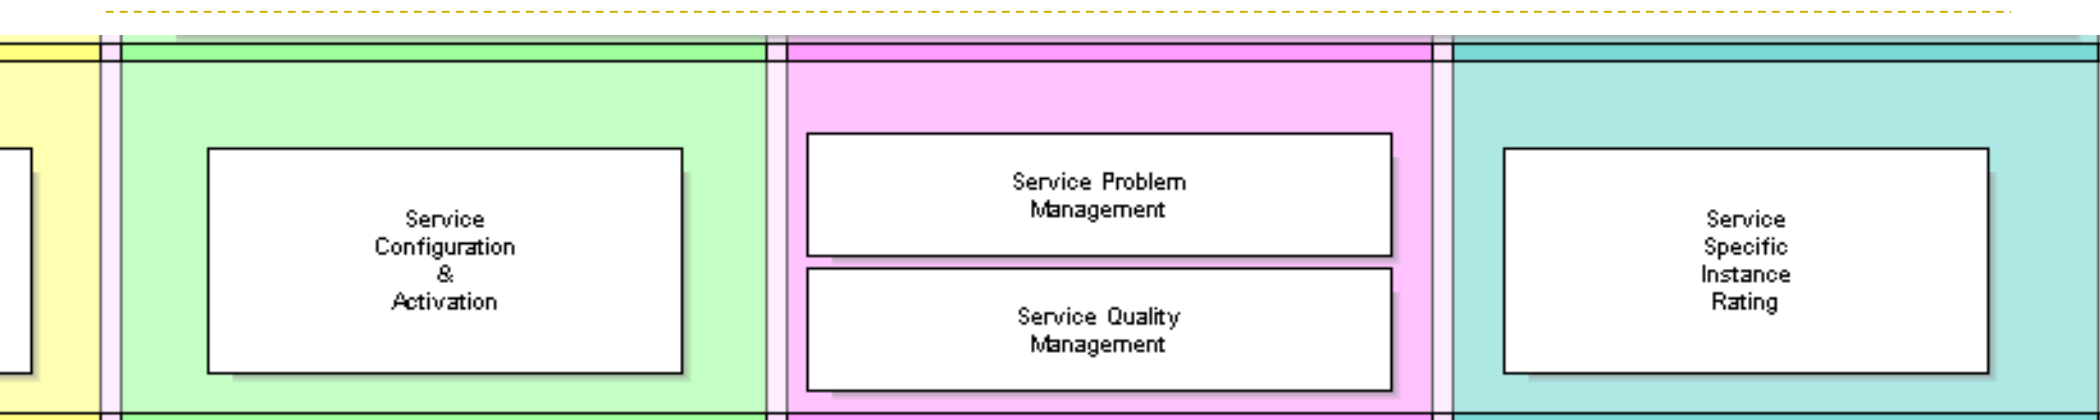 Service
Configuration
&
Activation
Service Problem
Management
Service Quality
Management
Service
Specific
Instance
Rating